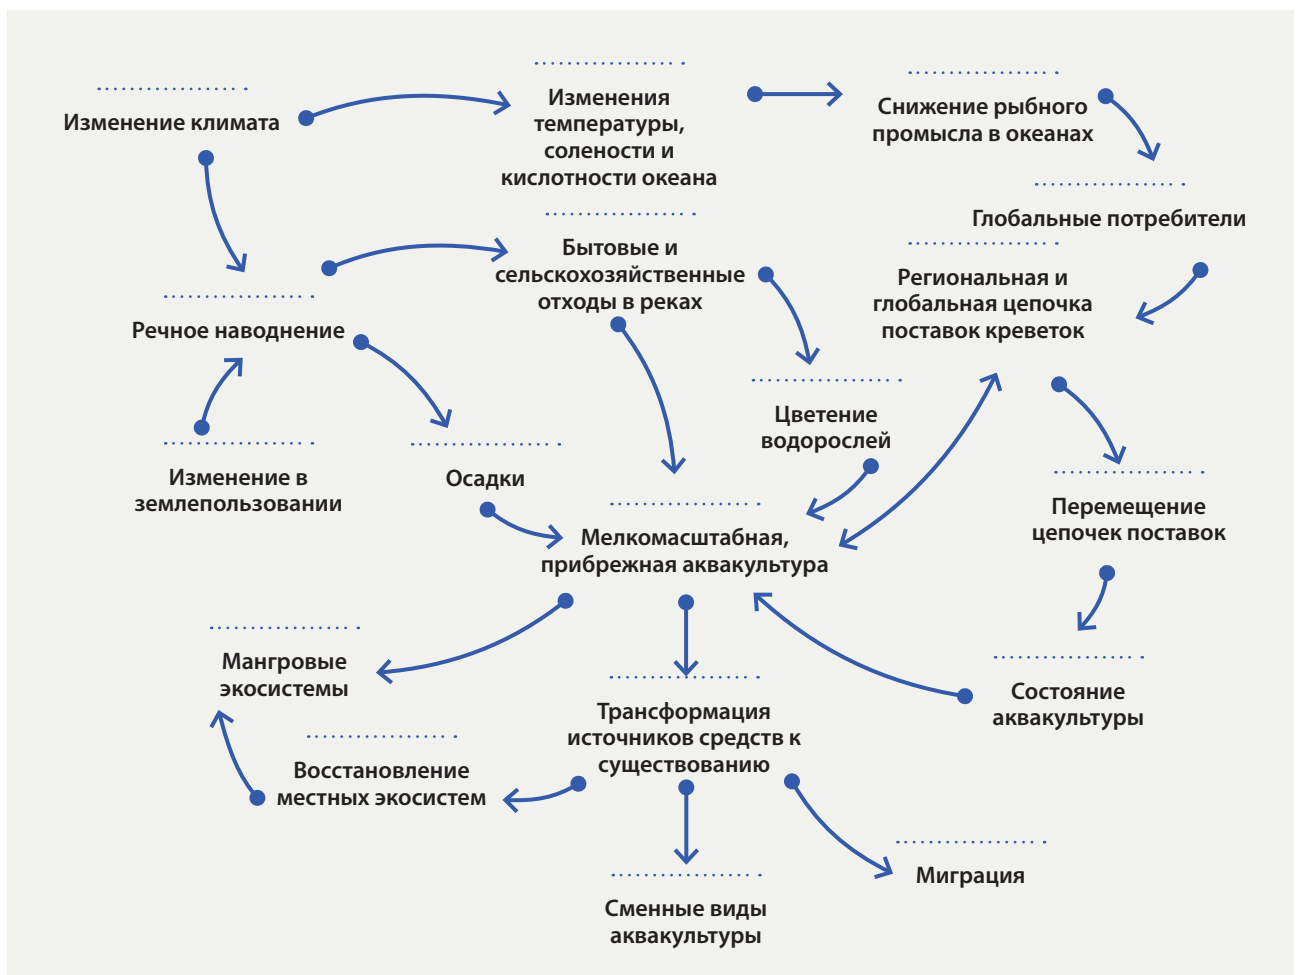 Изменение климата
Изменения
температуры,
солености и
кислотности океана
Снижение рыбного
промысла в океанах
Глобальные потребители
Бытовые и
сельскохозяйственные
отходы в реках
Региональная и
глобальная цепочка
поставок креветок
Речное наводнение
Цветение
водорослей
Изменение в
землепользовании
Осадки
Перемещение
цепочек поставок
Мелкомасштабная,
прибрежная аквакультура
Мангровые
экосистемы
Состояние
аквакультуры
Трансформация
источников средств к
существованию
Восстановление
местных экосистем
Миграция
Сменные виды
аквакультуры